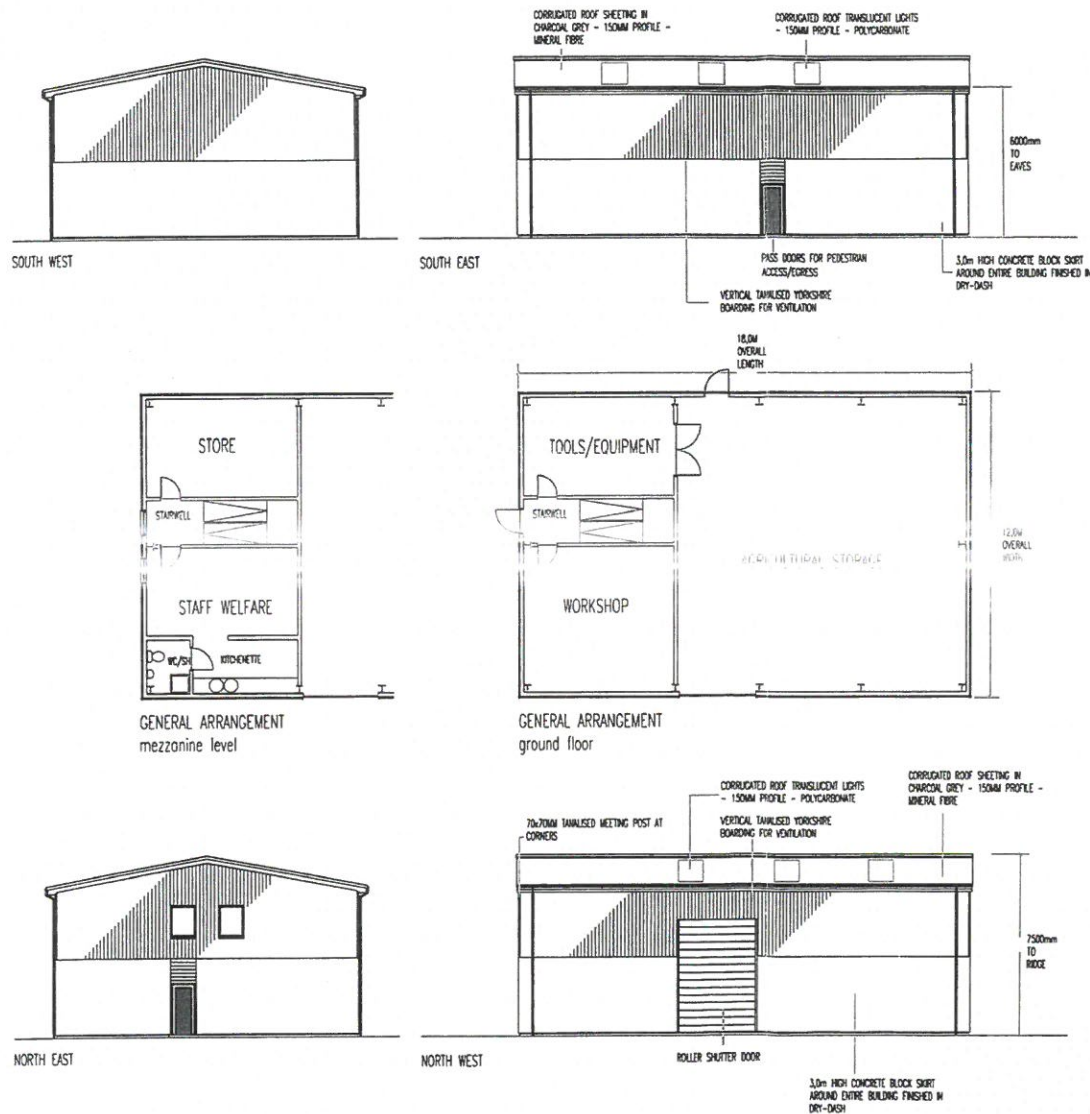 CORRUGATED ROOF SHEETING IN
CHARCOAL GREY - 150MM PROFILE -
MINERAL FIBRE
CORRUGATED ROOF TRANSLUCENT LIGHTS
- 150MM PROFILE - POLYCARBONATE
6000mm
TO
EAVES
SOUTH WEST
SOUTH EAST
PASS DOORS FOR PEDESTRIAN
ACCESS/EGRESS
3,0m HIGH CONCRETE BLOCK SKIRT
AROUND ENTIRE BUILDING FINISHED IN
DRY-DASH
VERTICAL TANALISED YORKSHIRE
BOARDING FOR VENTILATION
18,0M
OVERALL
LENGTH
STORE
STAIRWELL
STAFF WELFARE
WC/SH
KITCHENETTE
GENERAL ARRANGEMENT
mezzanine level
TOOLS/EQUIPMENT
STAIRWELL
WORKSHOP
AGRICULTURAL STORAGE
12,0M
OVERALL
WIDTH
GENERAL ARRANGEMENT
ground floor
CORRUGATED ROOF TRANSLUCENT LIGHTS
- 150MM PROFILE - POLYCARBONATE
CORRUGATED ROOF SHEETING IN
CHARCOAL GREY - 150MM PROFILE -
MINERAL FIBRE
70x70MM TANALISED MEETING POST AT
CORNERS
VERTICAL TANALISED YORKSHIRE
BOARDING FOR VENTILATION
7500mm
TO
RIDGE
NORTH EAST
NORTH WEST
ROLLER SHUTTER DOOR
3,0m HIGH CONCRETE BLOCK SKIRT
AROUND ENTIRE BUILDING FINISHED IN
DRY-DASH